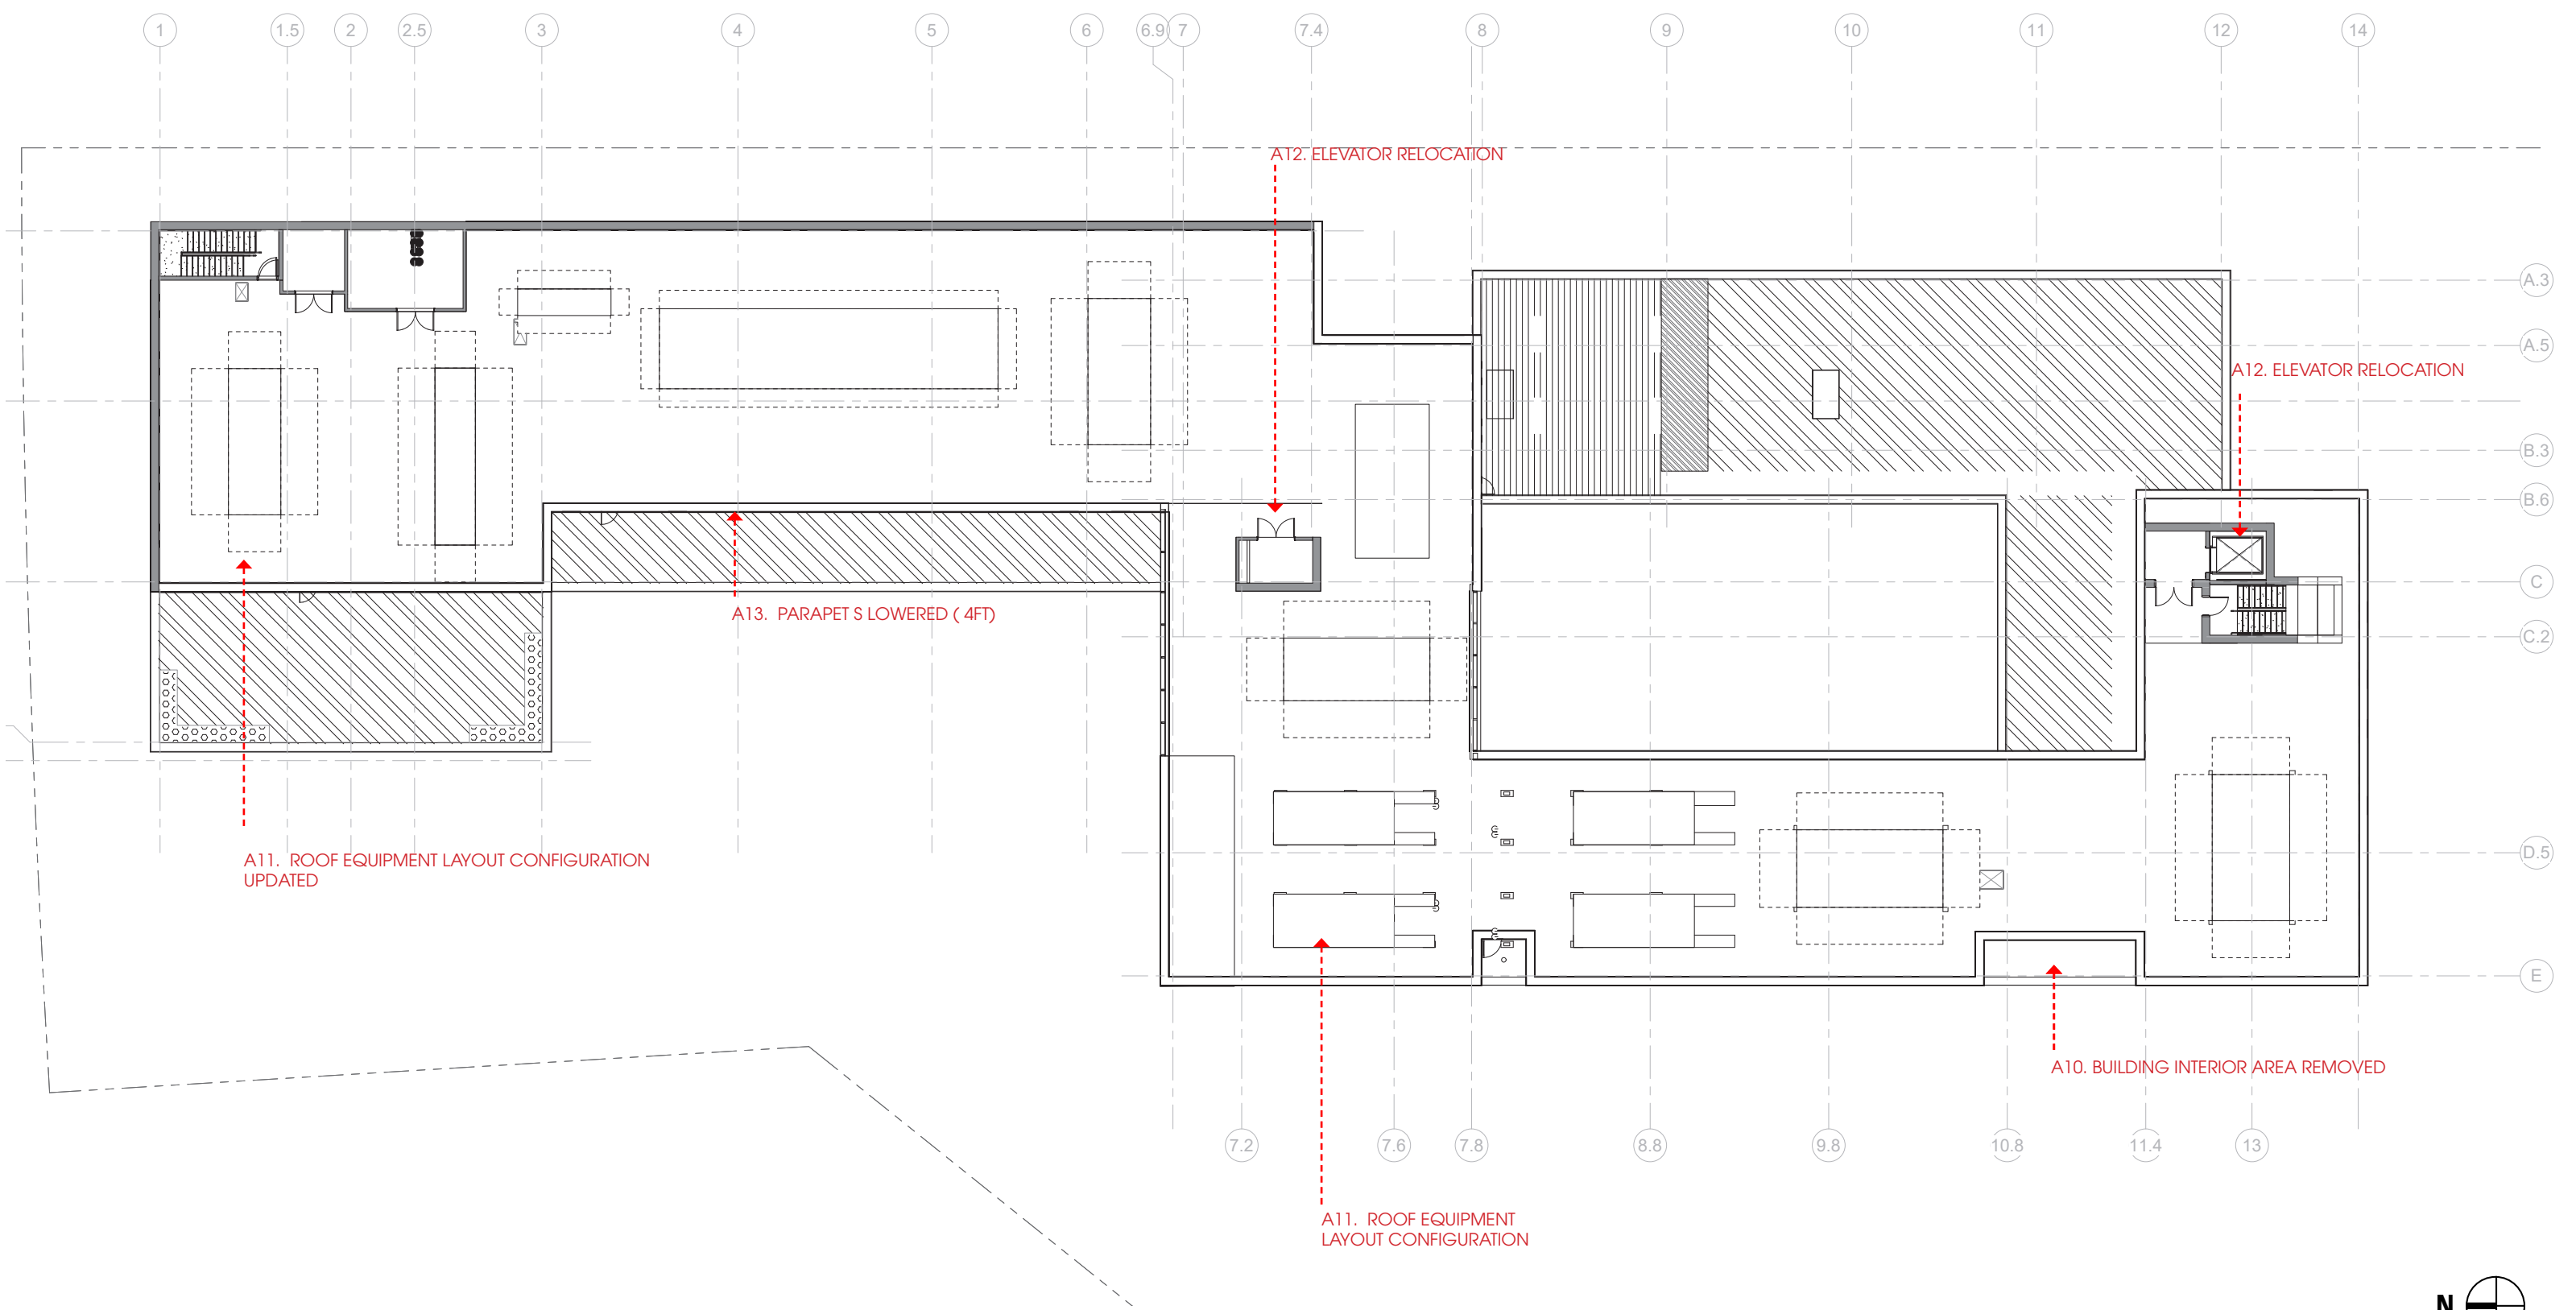 1 1.5 2 2.5 3 4 5 6 6.9 7 7.4 8 9 10 11 12 14
A12. ELEVATOR RELOCATION
A.3
A.5
A12. ELEVATOR RELOCATION
B.3
B.6
C
A13. PARAPET S LOWERED ( 4FT)
C.2
D.5
A11. ROOF EQUIPMENT LAYOUT CONFIGURATION
UPDATED
E
A10. BUILDING INTERIOR AREA REMOVED
7.2 7.6 7.8 8.8 9.8 10.8 11.4 13
A11. ROOF EQUIPMENT
LAYOUT CONFIGURATION
N